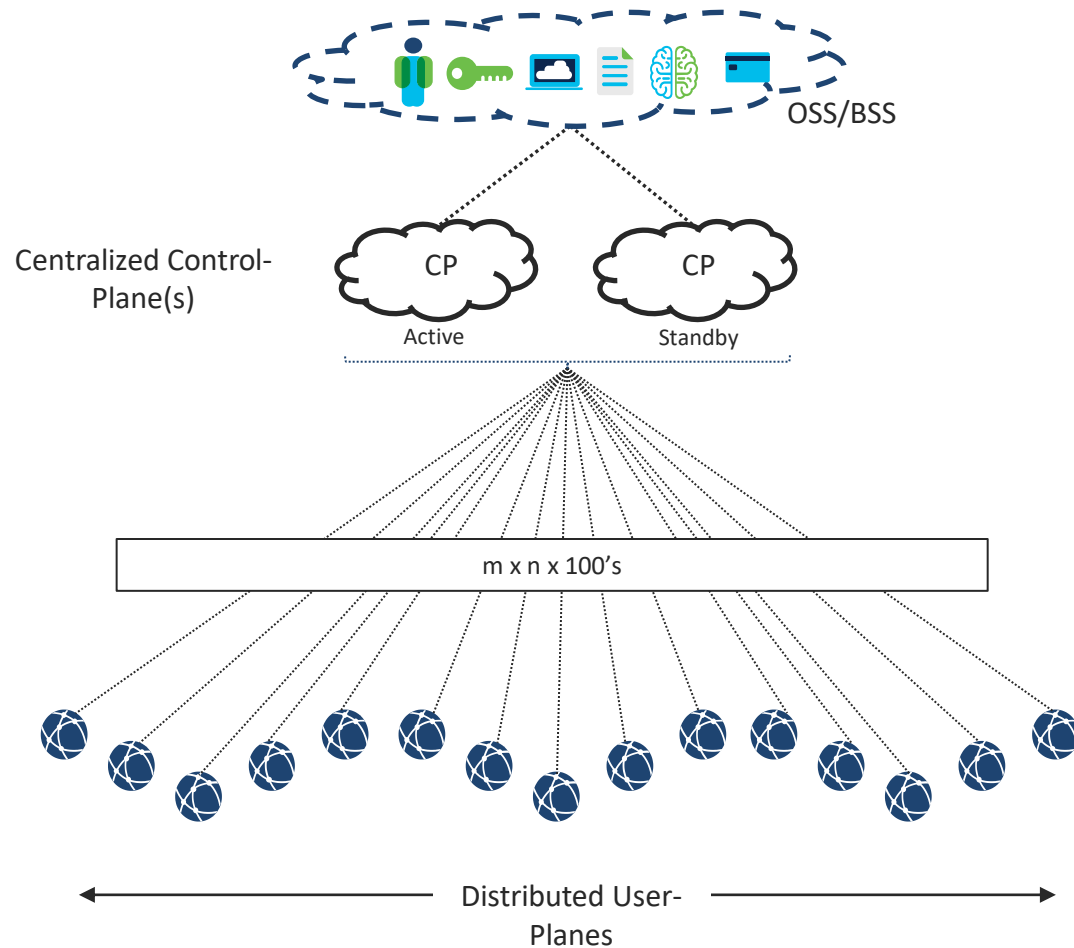 OSS/BSS
Centralized Control-
Plane(s)
CP
CP
Active
Standby
m x n x 100’s
Distributed User-
Planes